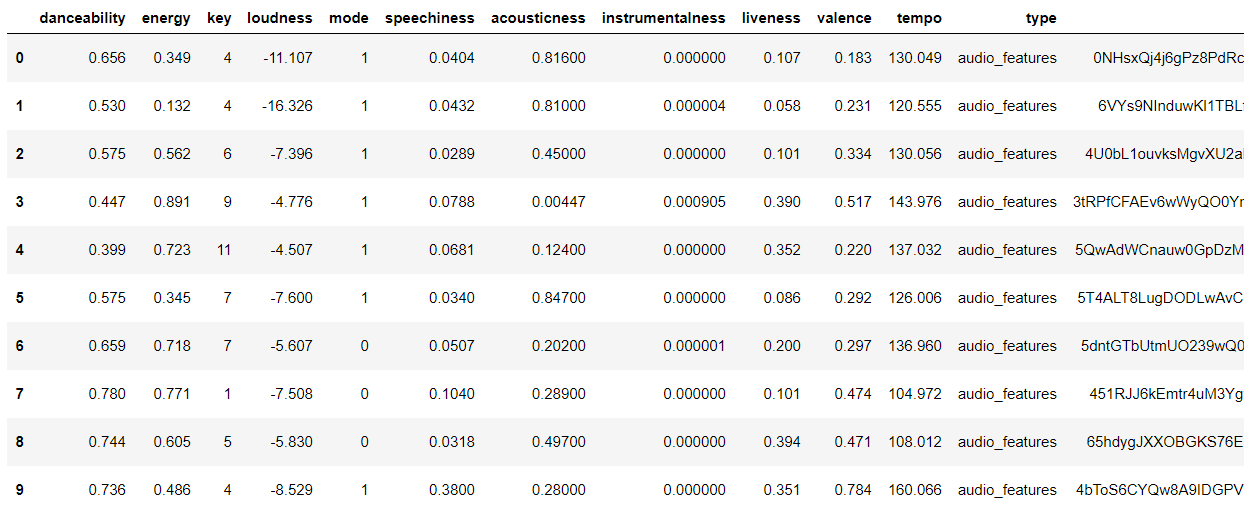 danceability energy key loudness mode speechiness acousticness instrumentalness liveness valence tempo type
0 0.656 0.349 4 -11.107 1 0.0404 0.81600 0.000000 0.107 0.183 130.049 audio_features 0NHsxQj4j6gPz8PdRc
1 0.530 0.132 4 -16.326 1 0.0432 0.81000 0.000004 0.058 0.231 120.555 audio_features
2 0.575 0.562 6 -7.396 1 0.0289 0.45000 0.000000 0.101 0.334 130.056 audio_features
3 0.447 0.891 9 -4.776 1 0.0788 0.00447 0.000905 0.390 0.517 143.976 audio_features
4 0.399 0.723 11 -4.507 1 0.0681 0.12400 0.000000 0.352 0.220 137.032 audio_features 5QwAdWCnauw0GpDzM
5 0.575 0.345 7 -7.600 1 0.0340 0.84700 0.000000 0.086 0.292 126.006 audio_features 5T4ALT8LugDODLwAvC
6 0.659 0.718 7 -5.607 0 0.0507 0.20200 0.000001 0.200 0.297 136.960 audio_features 5dntGTbUtmUO239wQ0
7 0.780 0.771 1 -7.508 0 0.1040 0.28900 0.000000 0.101 0.474 104.972 audio_features 451RJJ6kEmtr4uM3Yg
8 0.744 0.605 5 -5.830 0 0.0318 0.49700 0.000000 0.394 0.471 108.012 audio_features 65hdygJXXOBGKS76E
9 0.736 0.486 4 -8.529 1 0.3800 0.28000 0.000000 0.351 0.784 160.066 audio_features 4bToS6CYQw8A9IDGPV